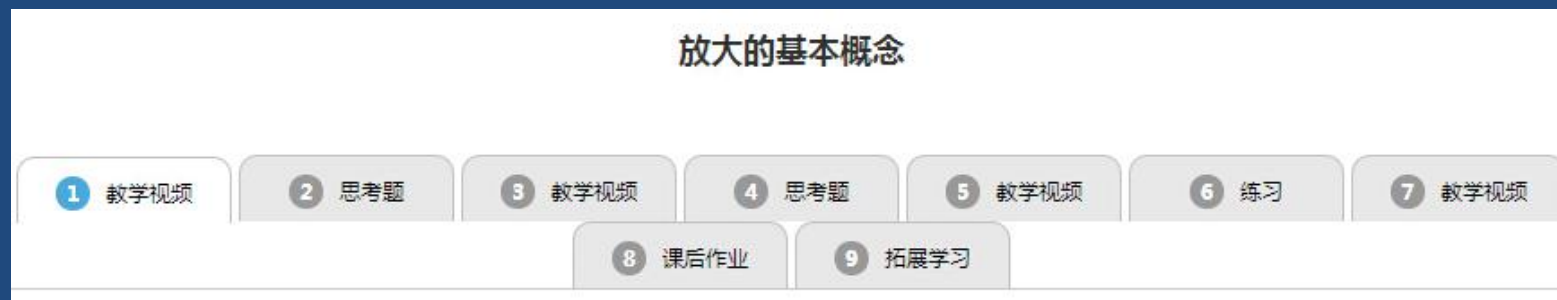 放大的基本概念
1 教学视频 2 思考题 3 教学视频 4 思考题 5 教学视频 6 练习 7 教学视频
8 课后作业 9 拓展学习